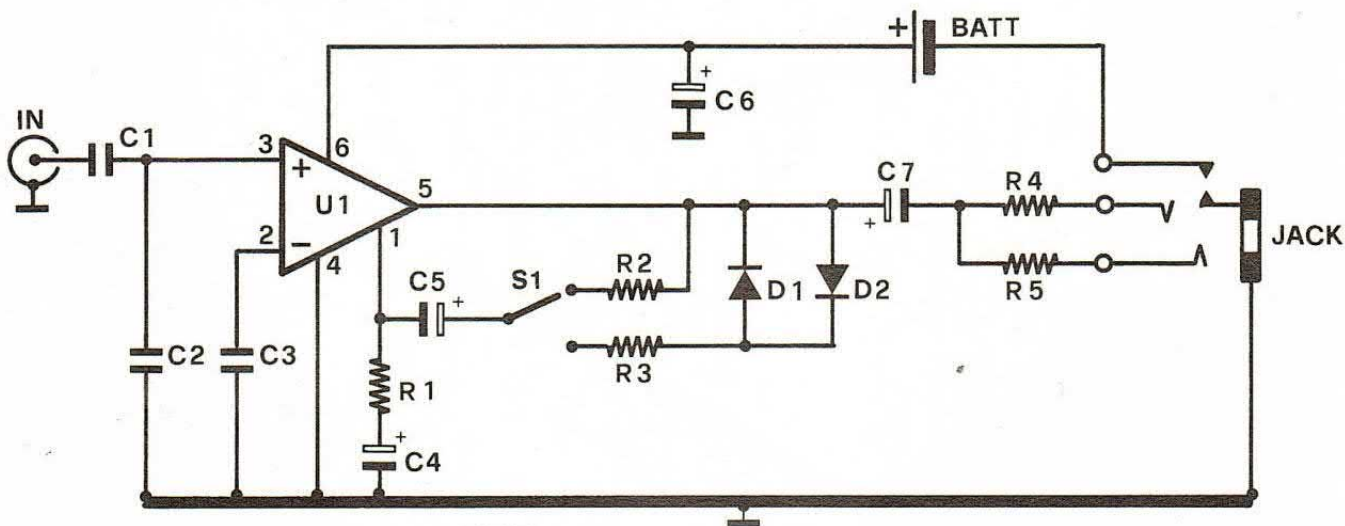 + BATT
+
C6
IN
C1
3
6
+
U1
5
2
−
1
4
C7
+
R4
JACK
R5
C5
+
S1
R2
D1
D2
R3
C2
C3
R1
+
C4